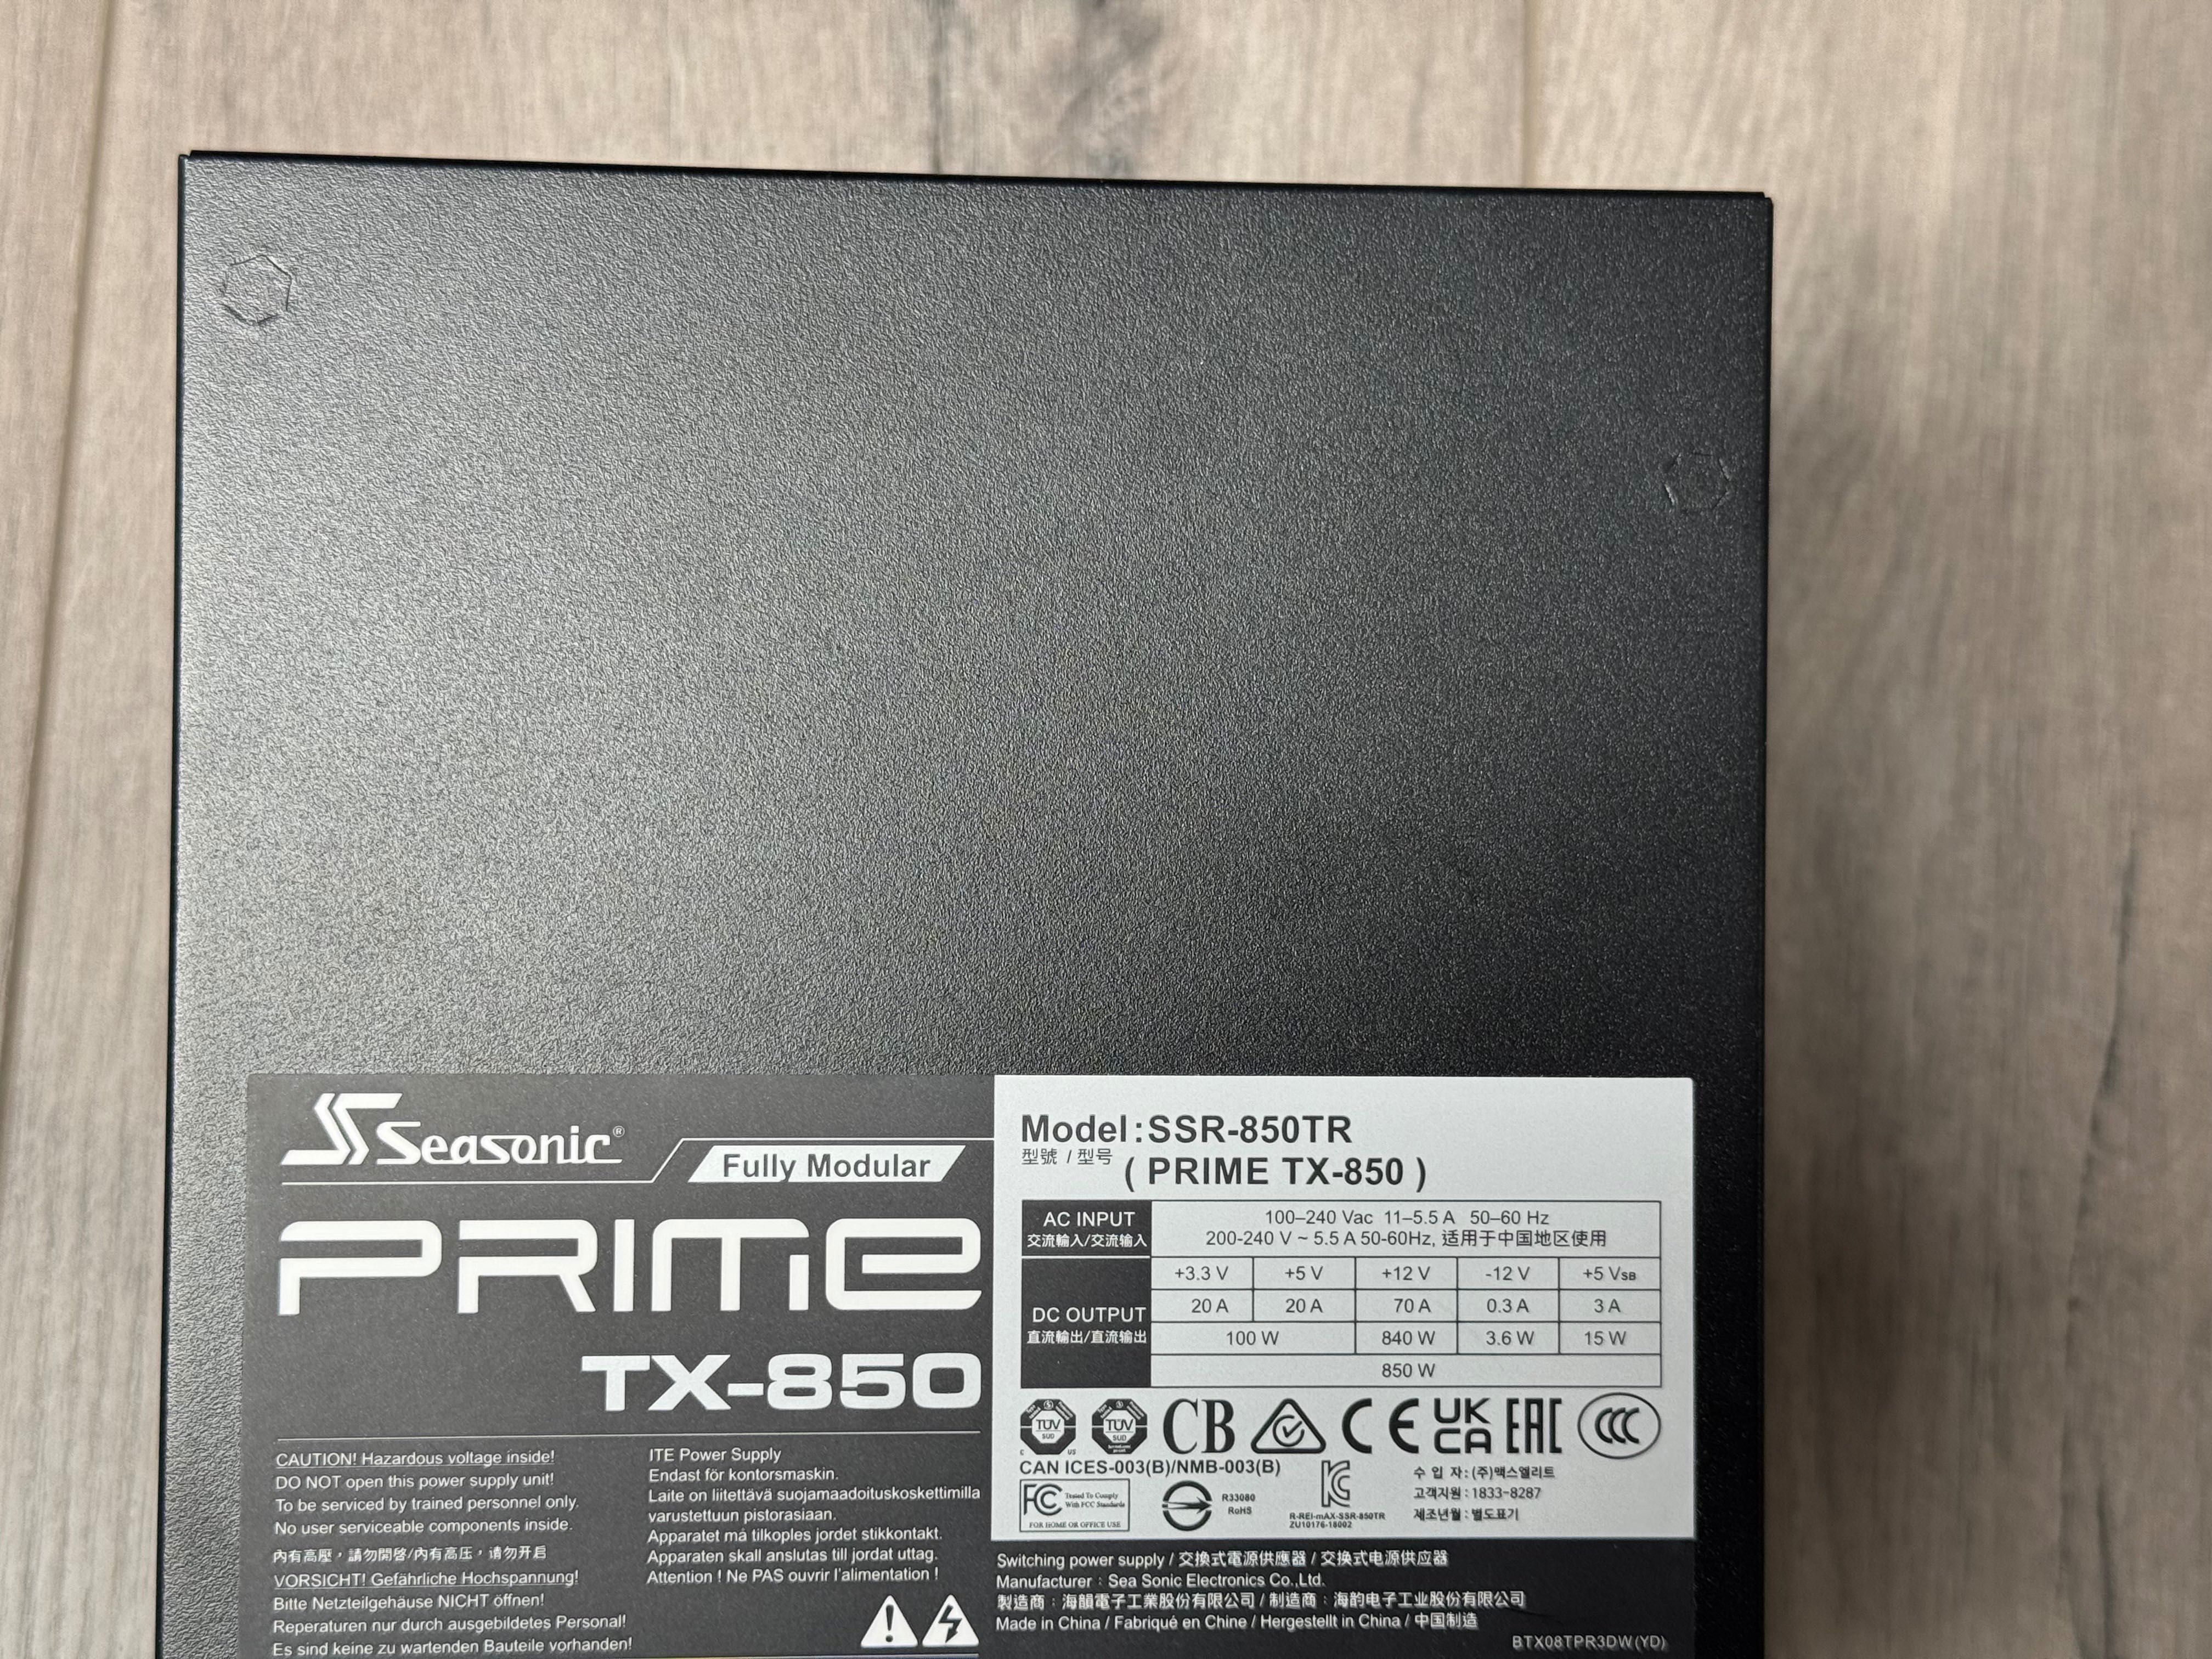 Seasonic®
Fully Modular
PRIME
TX-850
CAUTION! Hazardous voltage inside!
DO NOT open this power supply unit!
To be serviced by trained personnel only.
No user serviceable components inside.
內有高壓，請勿開啓/内有高压，请勿开启
VORSICHT! Gefährliche Hochspannung!
Bitte Netzteilgehäuse NICHT öffnen!
Reperaturen nur durch ausgebildetes Personal!
Es sind keine zu wartenden Bauteile vorhanden!
ITE Power Supply
Endast för kontorsmaskin.
Laite on liitettävä suojamaadoituskoskettimilla
varustettuun pistorasiaan.
Apparatet må tilkoples jordet stikkontakt.
Apparaten skall anslutas till jordat uttag.
Attention ! Ne PAS ouvrir l'alimentation !
Model:SSR-850TR
型號 / 型号
( PRIME TX-850 )
AC INPUT 100–240 Vac 11–5.5 A 50–60 Hz
交流輸入/交流输入 200-240 V ~ 5.5 A 50-60Hz, 适用于中国地区使用
+3.3 V +5 V +12 V -12 V +5 VSB
DC OUTPUT 20 A 20 A 70 A 0.3 A 3 A
直流輸出/直流输出 100 W 840 W 3.6 W 15 W
850 W
TÜV SÜD TÜV SÜD CB CE UK CA EAC CCC
C US
CAN ICES-003(B)/NMB-003(B)
FC Tested To Comply
With FCC Standards
FOR HOME OR OFFICE USE
R33080
RoHS
R-REI-mAX-SSR-850TR
ZU10176-18002
수 입 자 : (주)맥스엘리트
고객지원 : 1833-8287
제조년월 : 별도표기
Switching power supply / 交換式電源供應器 / 交换式电源供应器
Manufacturer : Sea Sonic Electronics Co.,Ltd.
製造商 : 海韻電子工業股份有限公司 / 制造商 : 海韵电子工业股份有限公司
Made in China / Fabriqué en Chine / Hergestellt in China / 中国制造
BTX08TPR3DW(YD)